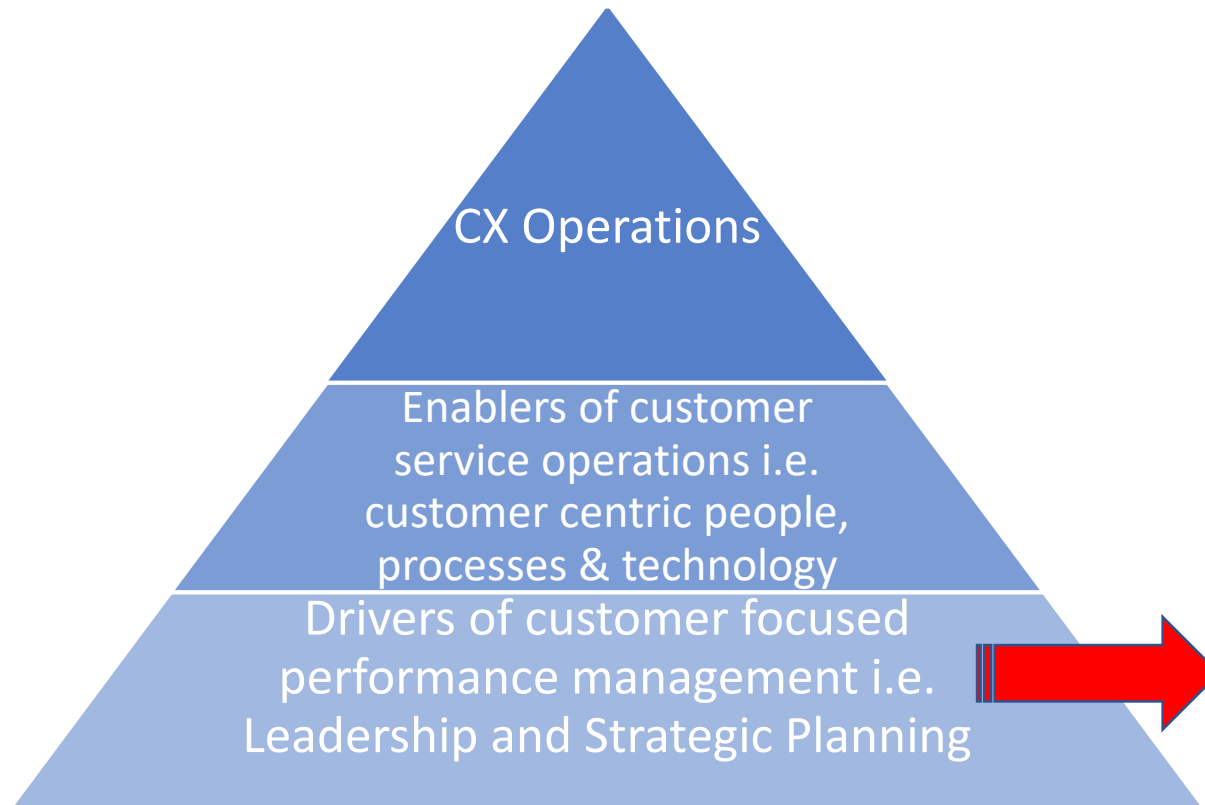 CX Operations
Enablers of customer
service operations i.e.
customer centric people,
processes & technology
Drivers of customer focused
performance management i.e.
Leadership and Strategic Planning